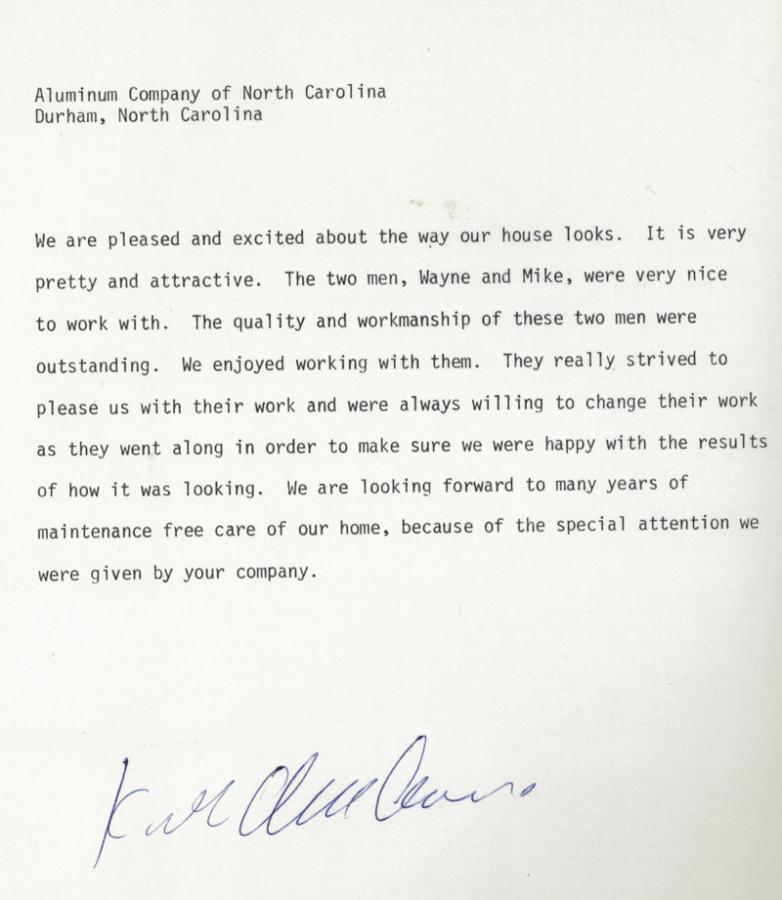 Aluminum Company of North Carolina
Durham, North Carolina
We are pleased and excited about the way our house looks. It is very
pretty and attractive. The two men, Wayne and Mike, were very nice
to work with. The quality and workmanship of these two men were
outstanding. We enjoyed working with them. They really strived to
please us with their work and were always willing to change their work
as they went along in order to make sure we were happy with the results
of how it was looking. We are looking forward to many years of
maintenance free care of our home, because of the special attention we
were given by your company.